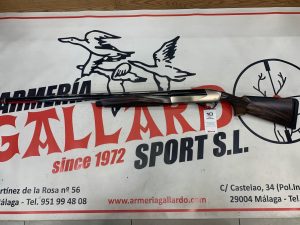 ARMERÍA
GALLARDO
since 1972 SPORT S.L.
rtínez de la Rosa nº 56
álaga - Tel. 951 99 48 08
www.armeriagallardo.com
C/ Castelao, 34 (Pol.In
29004 Málaga - Tel.